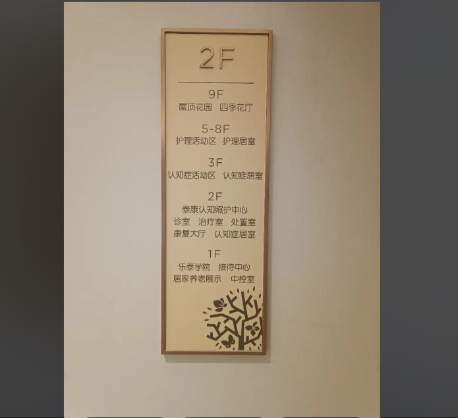 2F
9F
屋顶花园 四季花厅
5-8F
护理活动区 护理居室
3F
认知症活动区 认知症居室
2F
泰康认知照护中心
诊室 治疗室 处置室
康复大厅 认知症居室
1F
乐泰学院 接待中心
居家养老展示 中控室